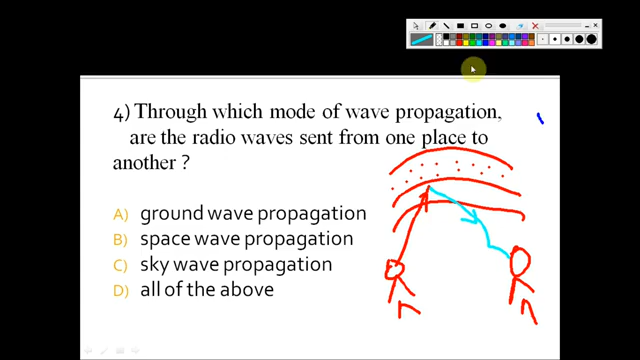 4) Through which mode of wave propagation,
are the radio waves sent from one place to
another ?
A) ground wave propagation
B) space wave propagation
C) sky wave propagation
D) all of the above